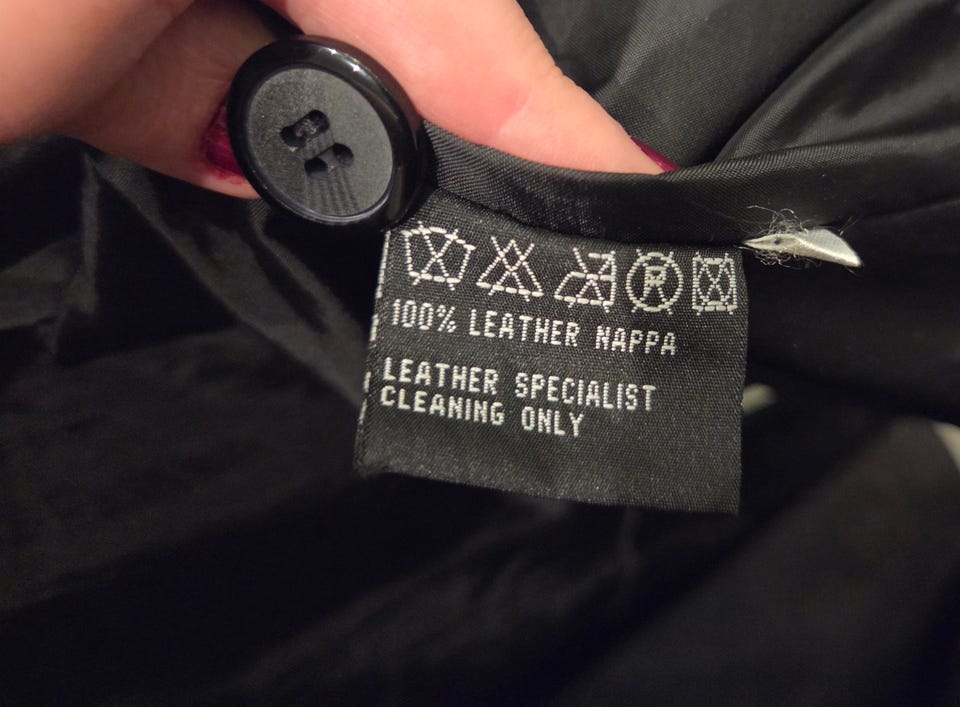 P
100% LEATHER NAPPA
LEATHER SPECIALIST
CLEANING ONLY